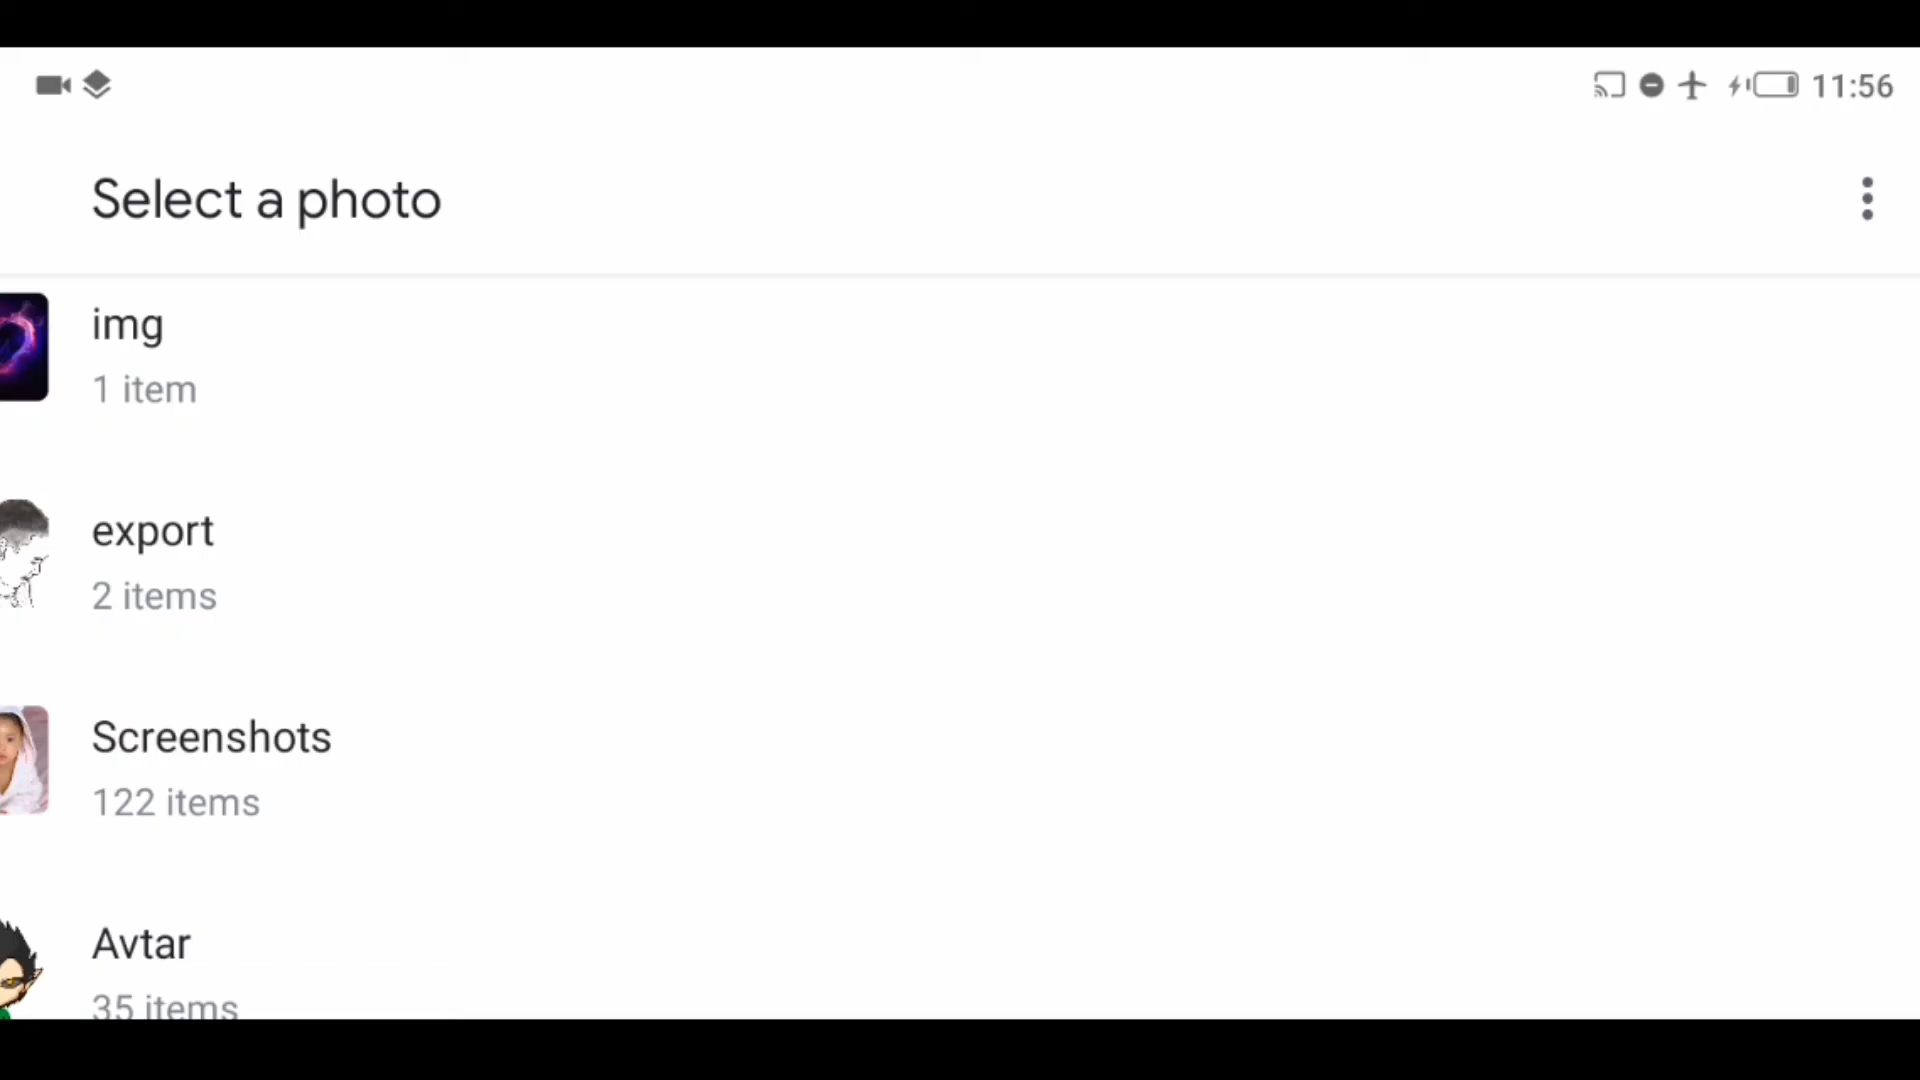 11:56
Select a photo
img
1 item
export
2 items
Screenshots
122 items
Avtar
35 items